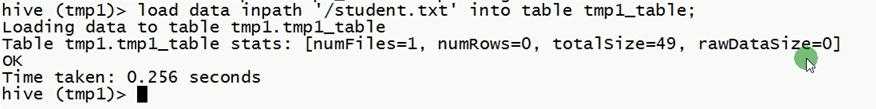 hive (tmp1)> load data inpath '/student.txt' into table tmp1_table;
Loading data to table tmp1.tmp1_table
Table tmp1.tmp1_table stats: [numFiles=1, numRows=0, totalSize=49, rawDataSize=0]
OK
Time taken: 0.256 seconds
hive (tmp1)>